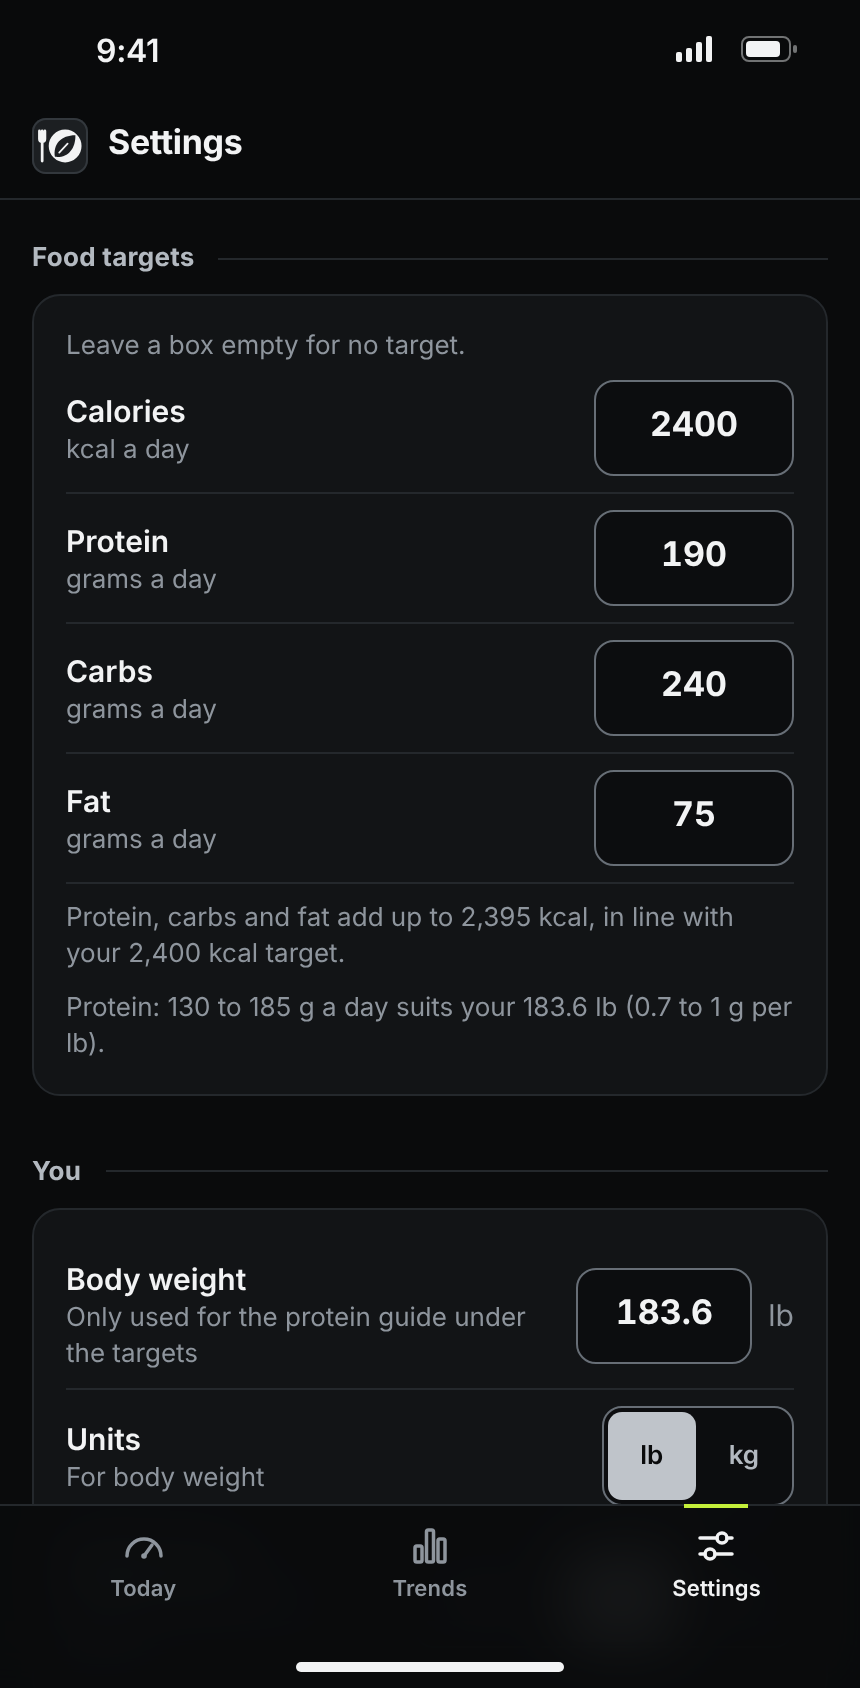 9:41
Settings
Food targets
Leave a box empty for no target.
Calories
kcal a day
2400
Protein
grams a day
190
Carbs
grams a day
240
Fat
grams a day
75
Protein, carbs and fat add up to 2,395 kcal, in line with
your 2,400 kcal target.
Protein: 130 to 185 g a day suits your 183.6 lb (0.7 to 1 g per
lb).
You
Body weight
Only used for the protein guide under
the targets
183.6 lb
Units
For body weight
lb kg
Today Trends Settings